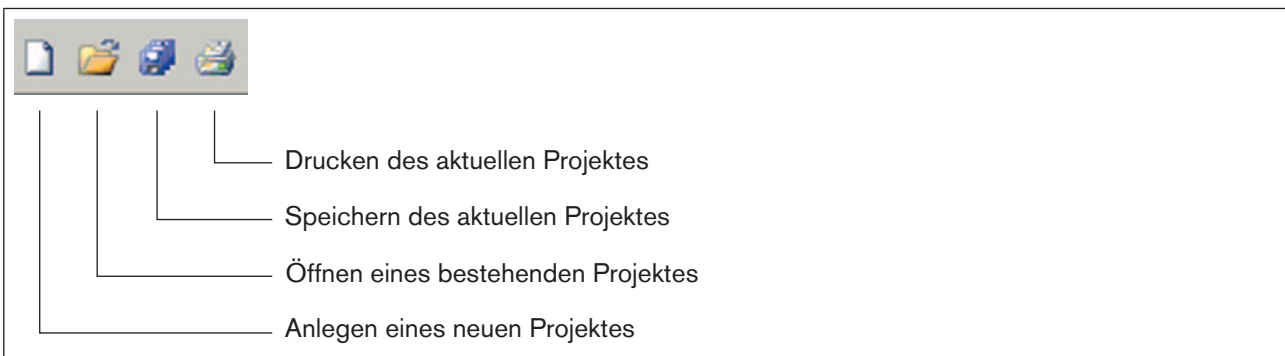 Drucken des aktuellen Projektes
Speichern des aktuellen Projektes
Öffnen eines bestehenden Projektes
Anlegen eines neuen Projektes